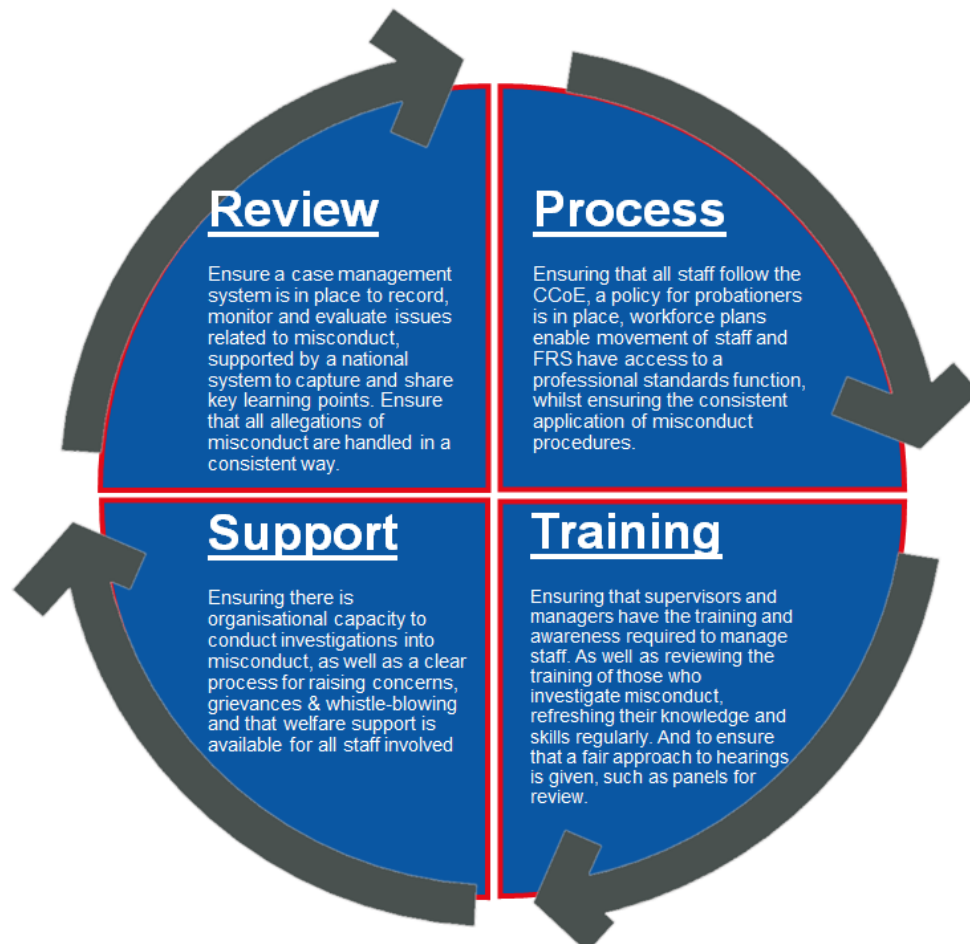 Review
Ensure a case management
system is in place to record,
monitor and evaluate issues
related to misconduct,
supported by a national
system to capture and share
key learning points. Ensure
that all allegations of
misconduct are handled in a
consistent way.
Process
Ensuring that all staff follow the
CCoE, a policy for probationers
is in place, workforce plans
enable movement of staff and
FRS have access to a
professional standards function,
whilst ensuring the consistent
application of misconduct
procedures.
Support
Ensuring there is
organisational capacity to
conduct investigations into
misconduct, as well as a clear
process for raising concerns,
grievances & whistle-blowing
and that welfare support is
available for all staff involved
Training
Ensuring that supervisors and
managers have the training and
awareness required to manage
staff. As well as reviewing the
training of those who
investigate misconduct,
refreshing their knowledge and
skills regularly. And to ensure
that a fair approach to hearings
is given, such as panels for
review.